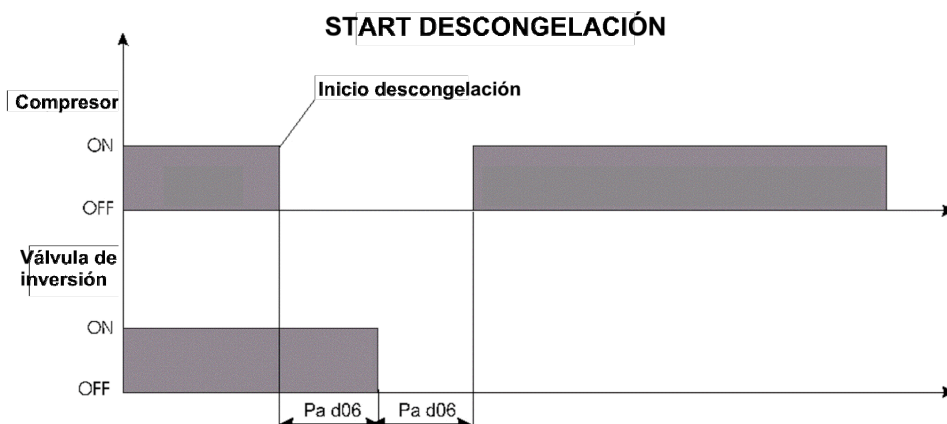 START DESCONGELACIÓN
Inicio descongelación
Compresor
ON
OFF
Válvula de
inversión
ON
OFF
Pa d06
Pa d06